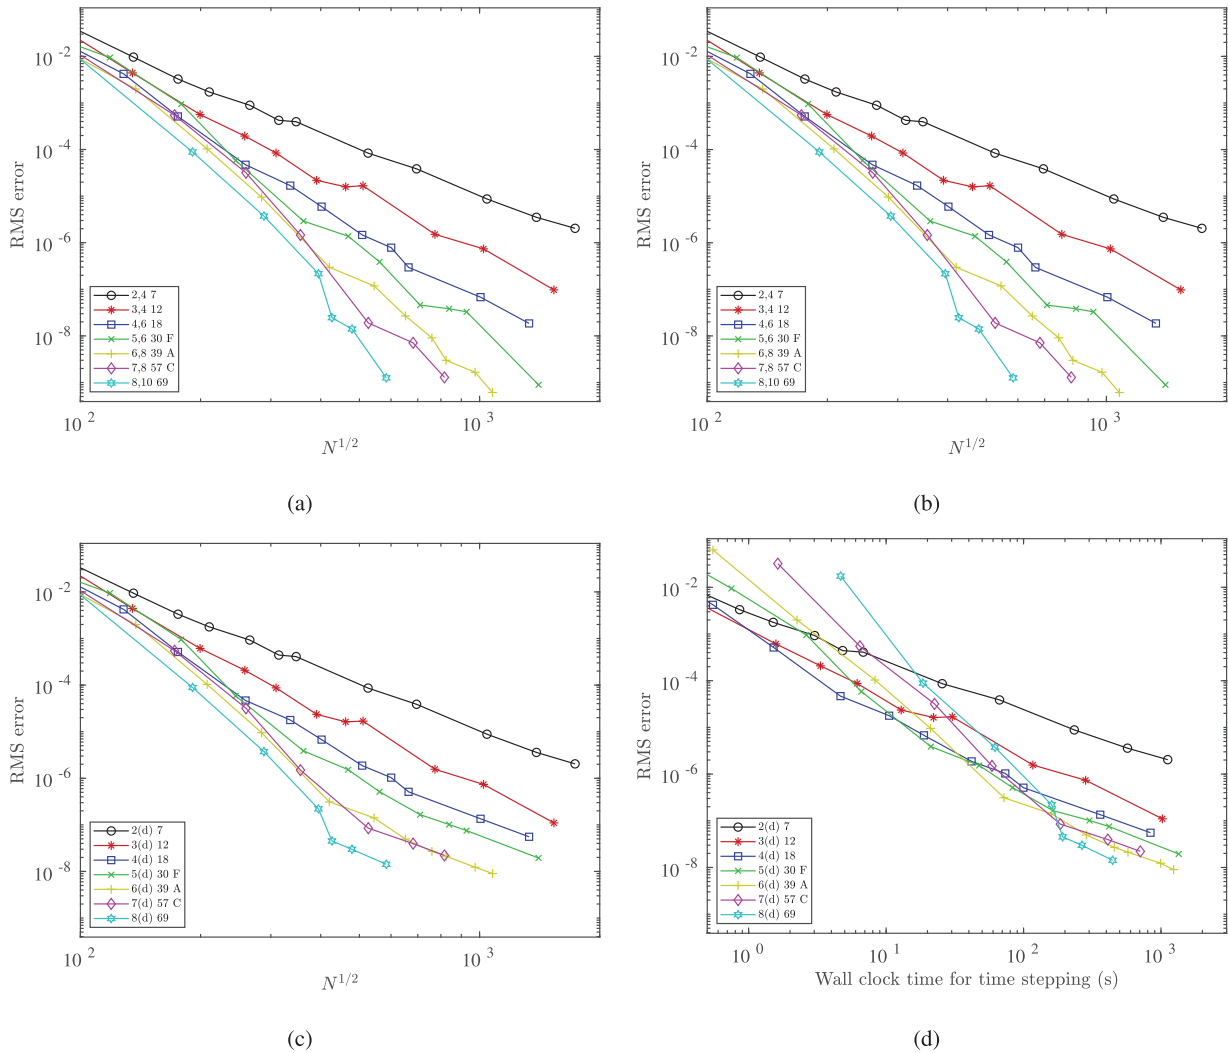 10^-2
10^-4
10^-6
10^-8
RMS error
2,4 7
3,4 12
4,6 18
5,6 30 F
6,8 39 A
7,8 57 C
8,10 69
10^2
10^3
N^1/2
(a)
10^-2
10^-4
10^-6
10^-8
RMS error
2,4 7
3,4 12
4,6 18
5,6 30 F
6,8 39 A
7,8 57 C
8,10 69
10^2
10^3
N^1/2
(b)
10^-2
10^-4
10^-6
10^-8
RMS error
2(d) 7
3(d) 12
4(d) 18
5(d) 30 F
6(d) 39 A
7(d) 57 C
8(d) 69
10^2
10^3
N^1/2
(c)
10^-2
10^-4
10^-6
10^-8
RMS error
2(d) 7
3(d) 12
4(d) 18
5(d) 30 F
6(d) 39 A
7(d) 57 C
8(d) 69
10^0
10^1
10^2
10^3
Wall clock time for time stepping (s)
(d)